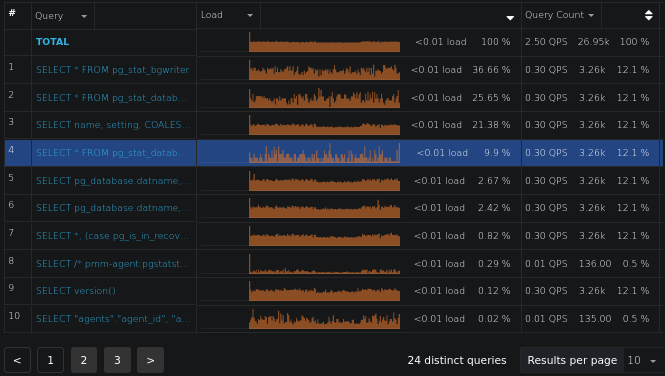 # Query Load Query Count
TOTAL <0.01 load 100 % 2.50 QPS 26.95k 100 %
1 SELECT * FROM pg_stat_bgwriter <0.01 load 36.66 % 0.30 QPS 3.26k 12.1 %
2 SELECT * FROM pg_stat_datab... <0.01 load 25.65 % 0.30 QPS 3.26k 12.1 %
3 SELECT name, setting, COALES... <0.01 load 21.38 % 0.30 QPS 3.26k 12.1 %
4 SELECT * FROM pg_stat_datab... <0.01 load 9.9 % 0.30 QPS 3.26k 12.1 %
5 SELECT pg_database.datname,... <0.01 load 2.67 % 0.30 QPS 3.26k 12.1 %
6 SELECT pg_database.datname,... <0.01 load 2.42 % 0.30 QPS 3.26k 12.1 %
7 SELECT *, (case pg_is_in_recov... <0.01 load 0.82 % 0.30 QPS 3.26k 12.1 %
8 SELECT /* pmm-agent:pgstatst... <0.01 load 0.29 % 0.01 QPS 136.00 0.5 %
9 SELECT version() <0.01 load 0.12 % 0.30 QPS 3.26k 12.1 %
10 SELECT "agents" "agent_id", "a... <0.01 load 0.02 % 0.01 QPS 135.00 0.5 %
< 1 2 3 > 24 distinct queries Results per page 10